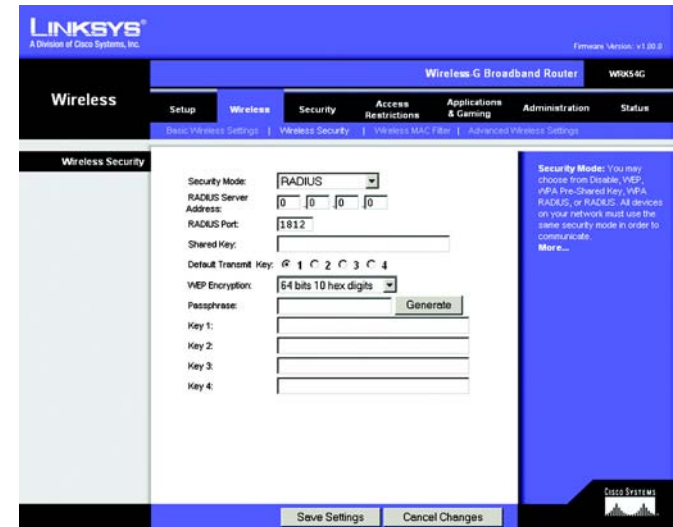 LINKSYS®
A Division of Cisco Systems, Inc.
Firmware Version: v1.00.0
Wireless-G Broadband Router
WRK54G
Wireless
Setup
Wireless
Security
Access Restrictions
Applications & Gaming
Administration
Status
Basic Wireless Settings | Wireless Security | Wireless MAC Filter | Advanced Wireless Settings
Wireless Security
Security Mode: RADIUS
RADIUS Server Address: 0 . 0 . 0 . 0
RADIUS Port: 1812
Shared Key:
Default Transmit Key: 1 2 3 4
WEP Encryption: 64 bits 10 hex digits
Passphrase: Generate
Key 1:
Key 2:
Key 3:
Key 4:
Security Mode: You may
choose from Disable, WEP,
WPA Pre-Shared Key, WPA
RADIUS, or RADIUS. All devices
on your network must use the
same security mode in order to
communicate.
More...
Save Settings
Cancel Changes
CISCO SYSTEMS